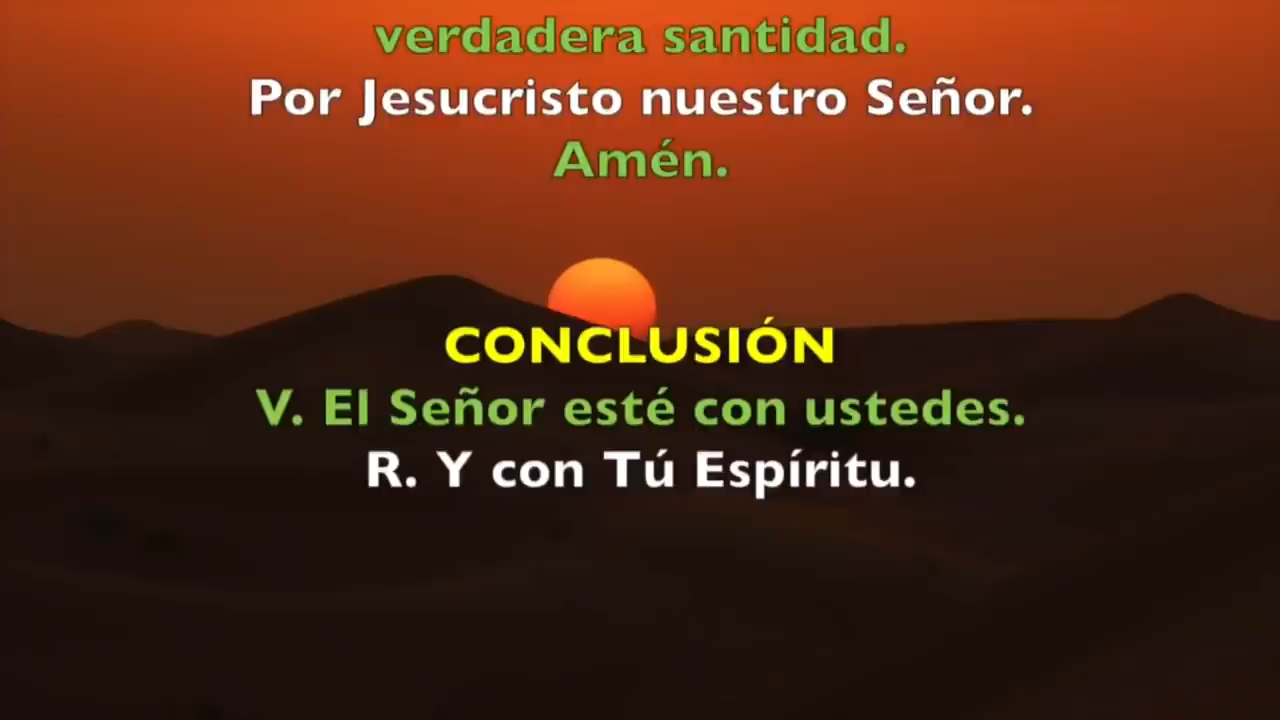 verdadera santidad.
Por Jesucristo nuestro Señor.
Amén.
CONCLUSIÓN
V. El Señor esté con ustedes.
R. Y con Tú Espíritu.